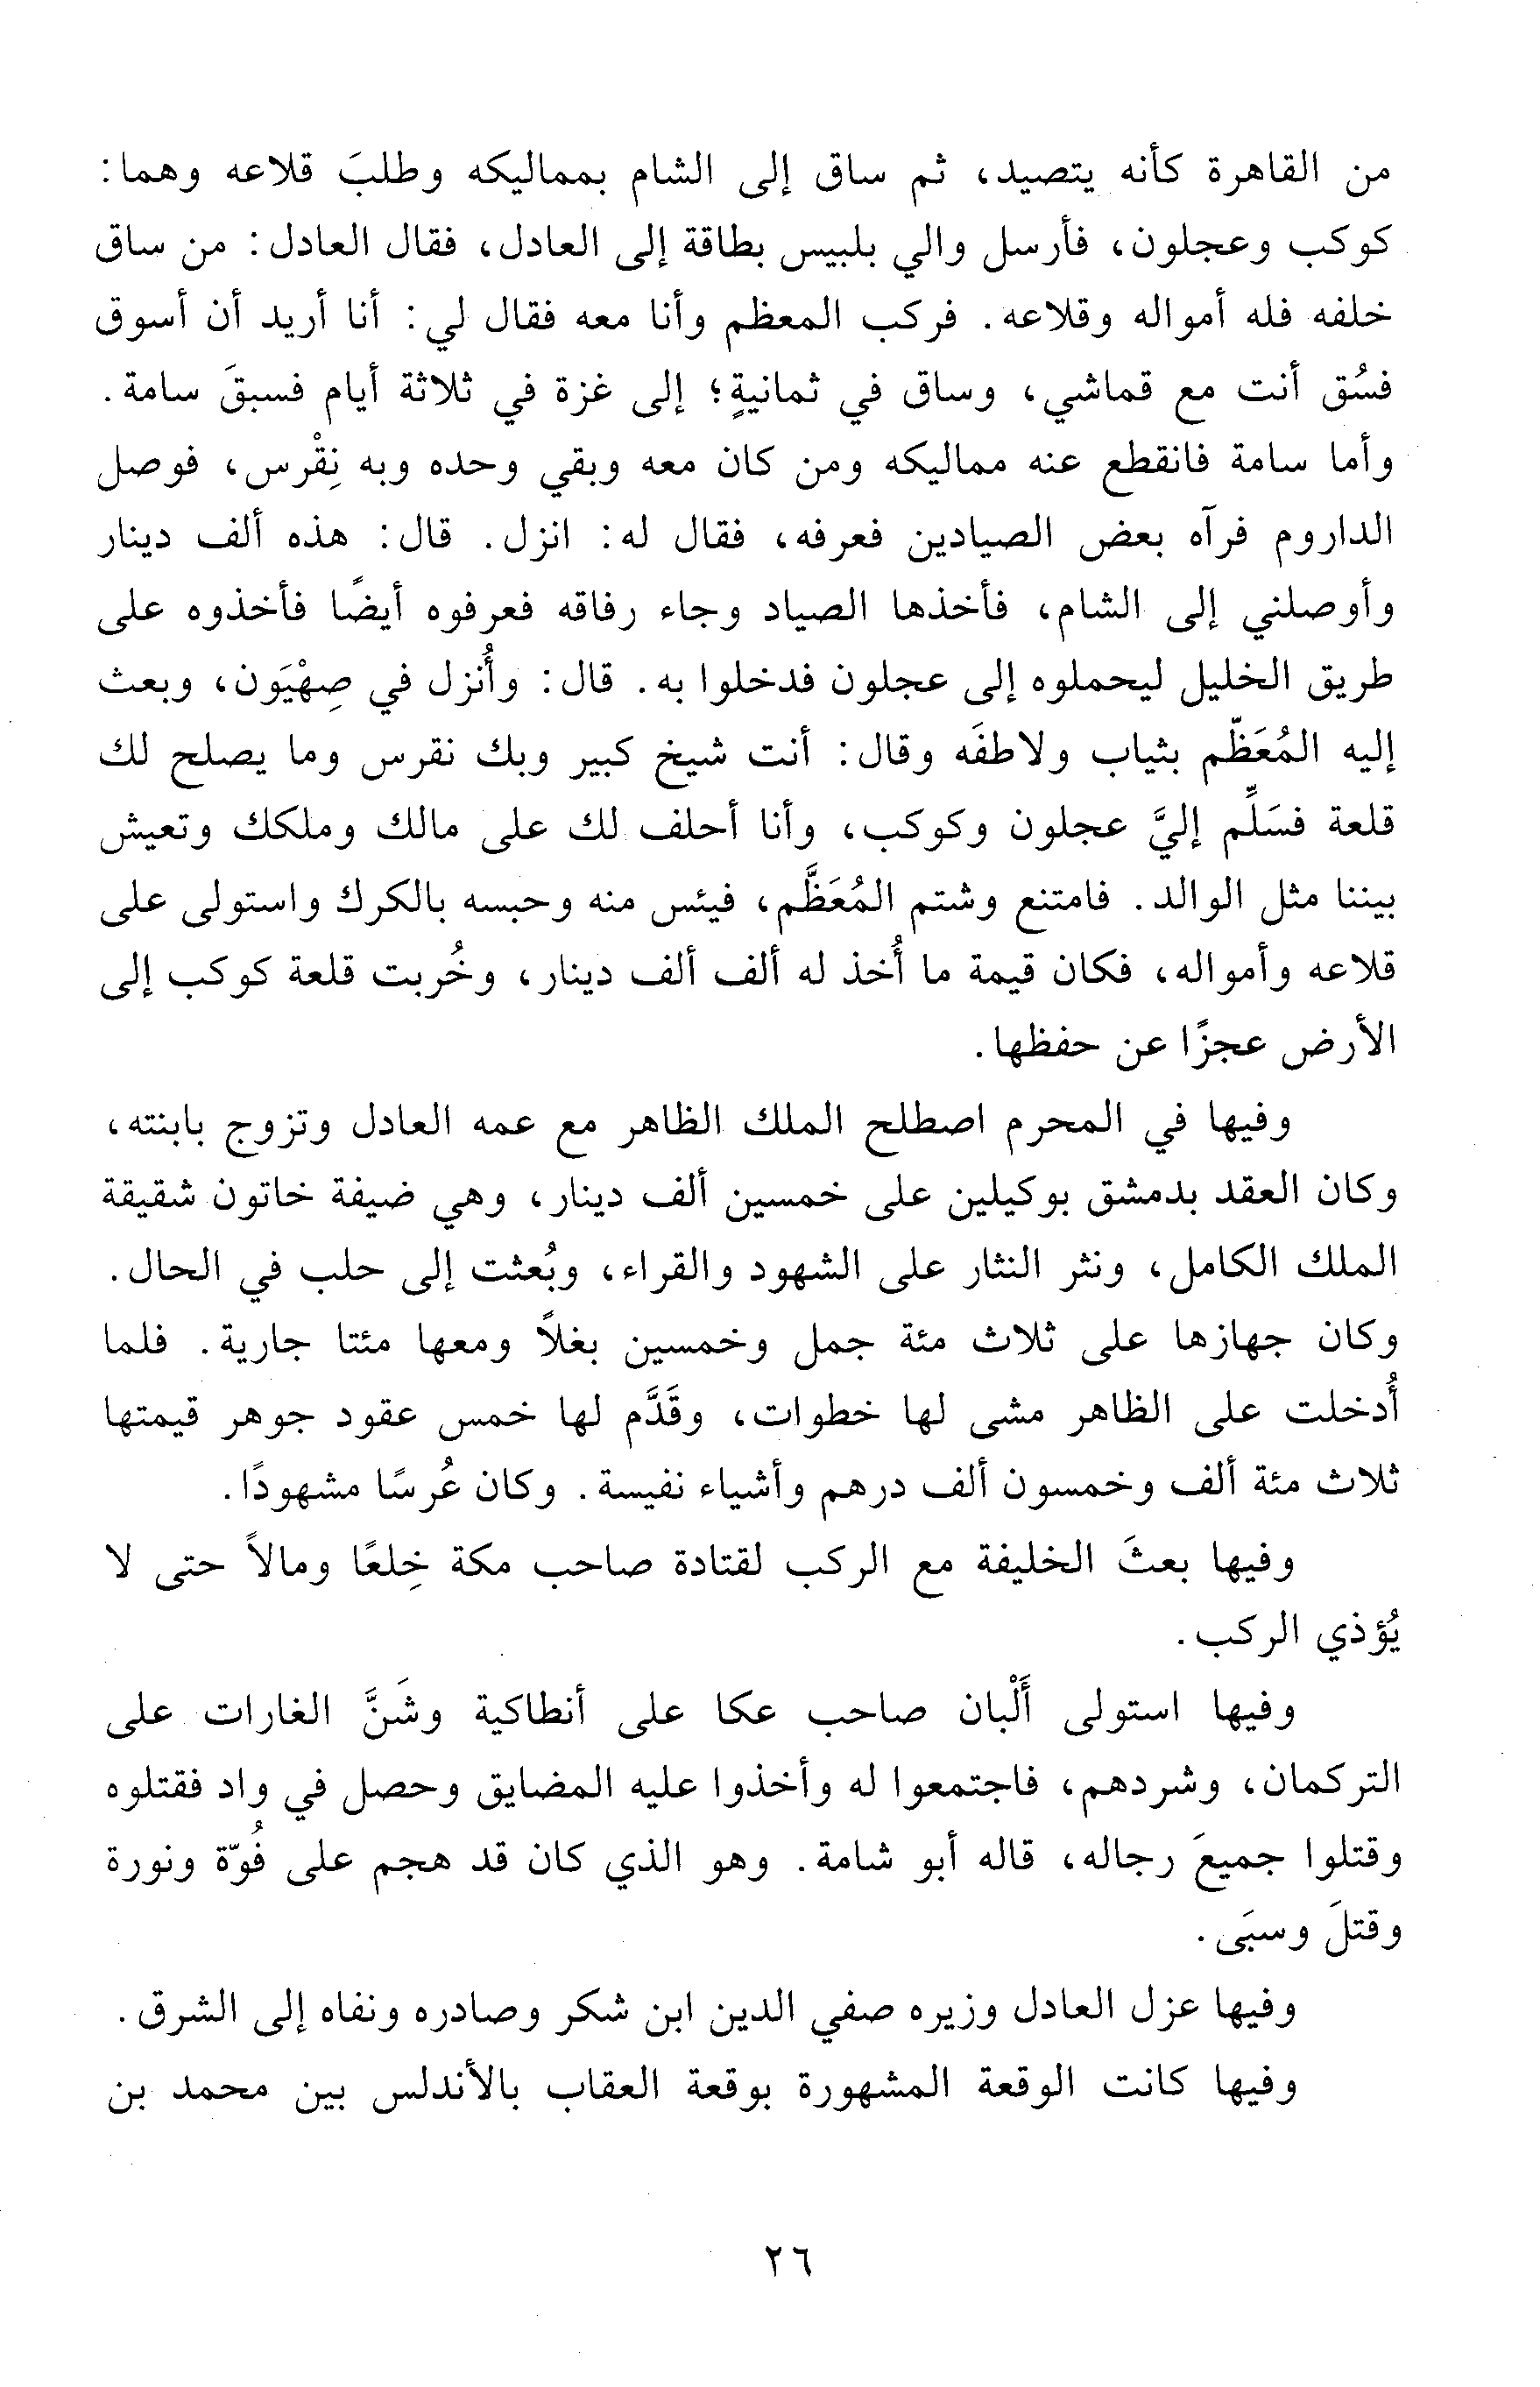 من القاهرة كأنه يتصيد، ثم ساق إلى الشام بمماليكه وطلبَ قلاعه وهما:
كوكب وعجلون، فأرسل والي بلبيس بطاقة إلى العادل، فقال العادل: من ساق
خلفه فله أمواله وقلاعه. فركب المعظم وأنا معه فقال لي: أنا أريد أن أسوق
فسُق أنت مع قماشي، وساق في ثمانيةٍ؛ إلى غزة في ثلاثة أيام فسبقَ سامة.
وأما سامة فانقطع عنه مماليكه ومن كان معه وبقي وحده وبه نِقْرس، فوصل
الداروم فرآه بعض الصيادين فعرفه، فقال له: انزل. قال: هذه ألف دينار
وأوصلني إلى الشام، فأخذها الصياد وجاء رفاقه فعرفوه أيضًا فأخذوه على
طريق الخليل ليحملوه إلى عجلون فدخلوا به. قال: وأُنزل في صِهْيَون، وبعث
إليه المُعَظّم بثياب ولاطفَه وقال: أنت شيخ كبير وبك نقرس وما يصلح لك
قلعة فسَلِّم إليَّ عجلون وكوكب، وأنا أحلف لك على مالك وملكك وتعيش
بيننا مثل الوالد. فامتنع وشتم المُعَظَّم، فيئس منه وحبسه بالكرك واستولى على
قلاعه وأمواله، فكان قيمة ما أُخذ له ألف ألف دينار، وخُربت قلعة كوكب إلى
الأرض عجزًا عن حفظها.
وفيها في المحرم اصطلح الملك الظاهر مع عمه العادل وتزوج بابنته،
وكان العقد بدمشق بوكيلين على خمسين ألف دينار، وهي ضيفة خاتون شقيقة
الملك الكامل، ونثر النثار على الشهود والقراء، وبُعثت إلى حلب في الحال.
وكان جهازها على ثلاث مئة جمل وخمسين بغلاً ومعها مئتا جارية. فلما
أُدخلت على الظاهر مشى لها خطوات، وقَدَّم لها خمس عقود جوهر قيمتها
ثلاث مئة ألف وخمسون ألف درهم وأشياء نفيسة. وكان عُرسًا مشهودًا.
وفيها بعثَ الخليفة مع الركب لقتادة صاحب مكة خِلعًا ومالاً حتى لا
يُؤذي الركب.
وفيها استولى أَلْبان صاحب عكا على أنطاكية وشَنَّ الغارات على
التركمان، وشردهم، فاجتمعوا له وأخذوا عليه المضايق وحصل في واد فقتلوه
وقتلوا جميعَ رجاله، قاله أبو شامة. وهو الذي كان قد هجم على فُوّة ونورة
وقتلَ وسبَى.
وفيها عزل العادل وزيره صفي الدين ابن شكر وصادره ونفاه إلى الشرق.
وفيها كانت الوقعة المشهورة بوقعة العقاب بالأندلس بين محمد بن
٢٦